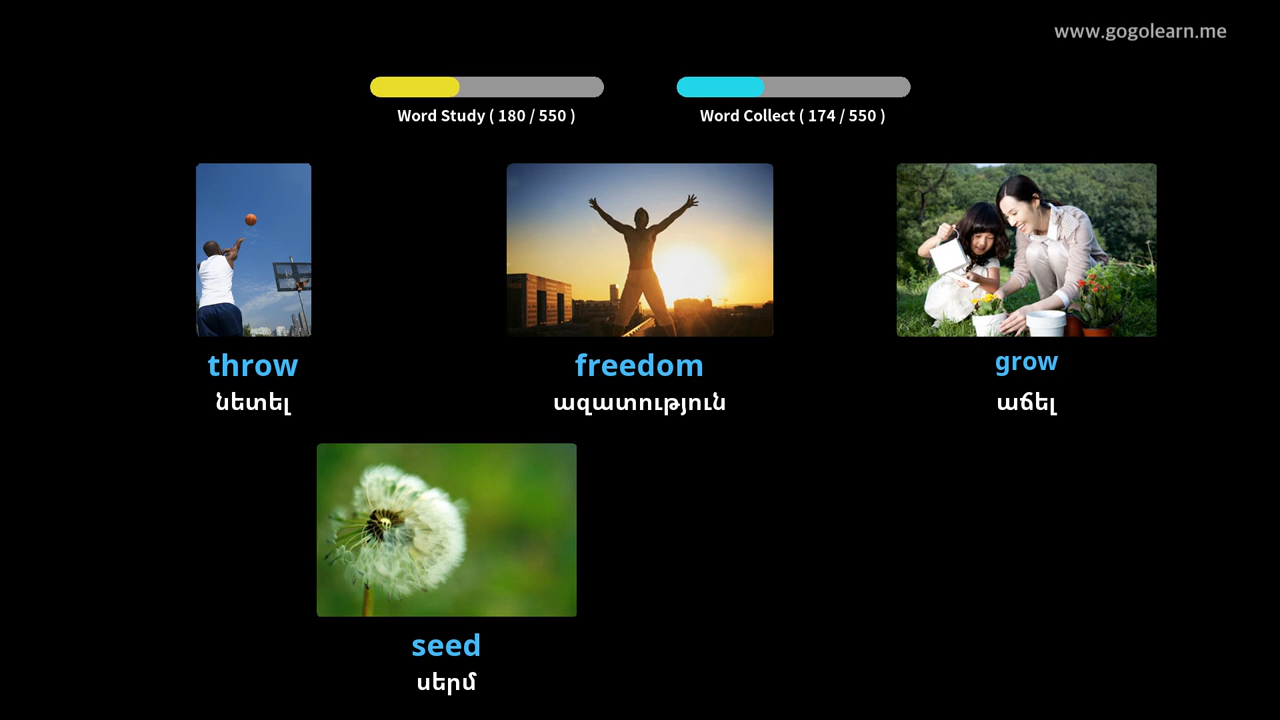 www.gogolearn.me
Word Study ( 180 / 550 )
Word Collect ( 174 / 550 )
throw
նետել
freedom
ազատություն
grow
աճել
seed
սերմ